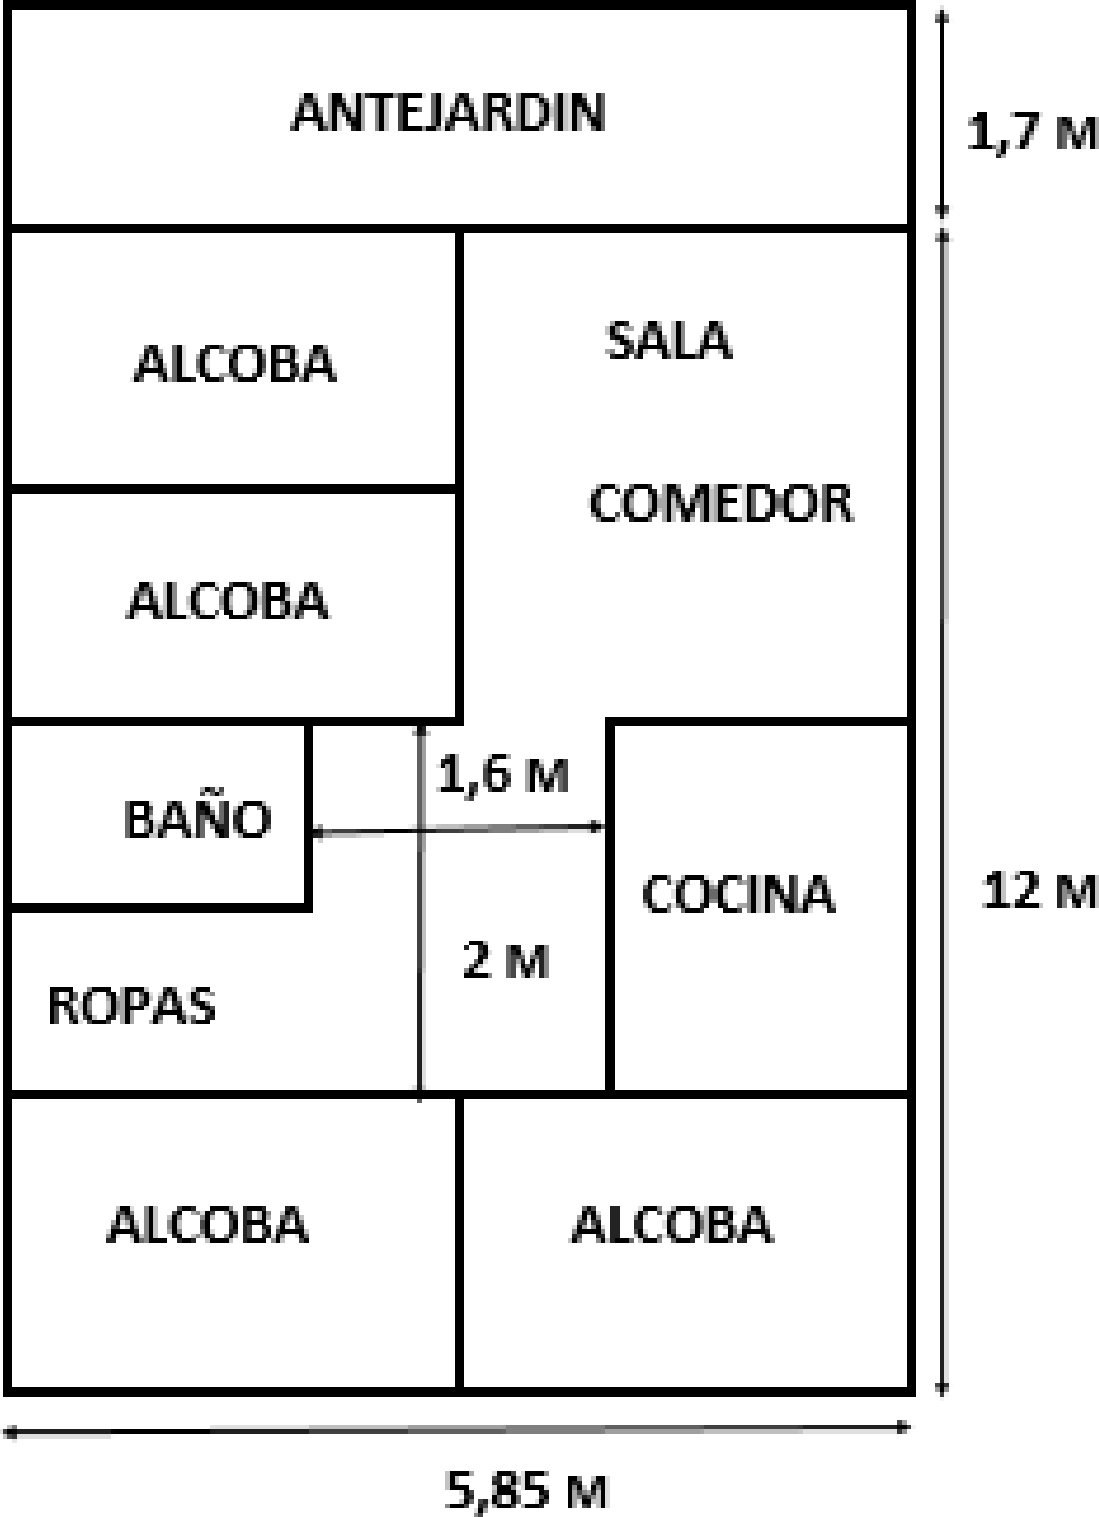 ANTEJARDIN
1,7 M
ALCOBA
SALA
COMEDOR
ALCOBA
1,6 M
BAÑO
COCINA
12 M
2 M
ROPAS
ALCOBA
ALCOBA
5,85 M